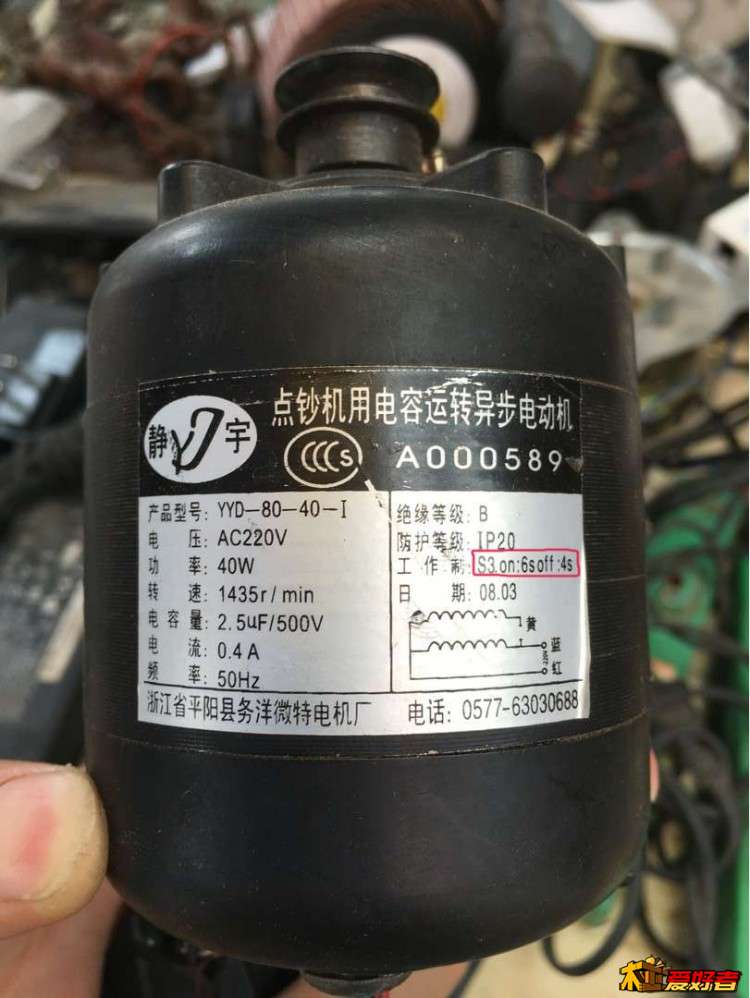 静宇
点钞机用电容运转异步电动机
CCC S A000589
产品型号: YYD-80-40-I
电压: AC220V
功率: 40W
转速: 1435r/min
电容量: 2.5uF/500V
电流: 0.4A
频率: 50Hz
绝缘等级: B
防护等级: IP20
工作制 S3.on:6soff:4s
日期: 08.03
黄
蓝
红
浙江省平阳县务洋微特电机厂 电话: 0577-63030688
爱好者